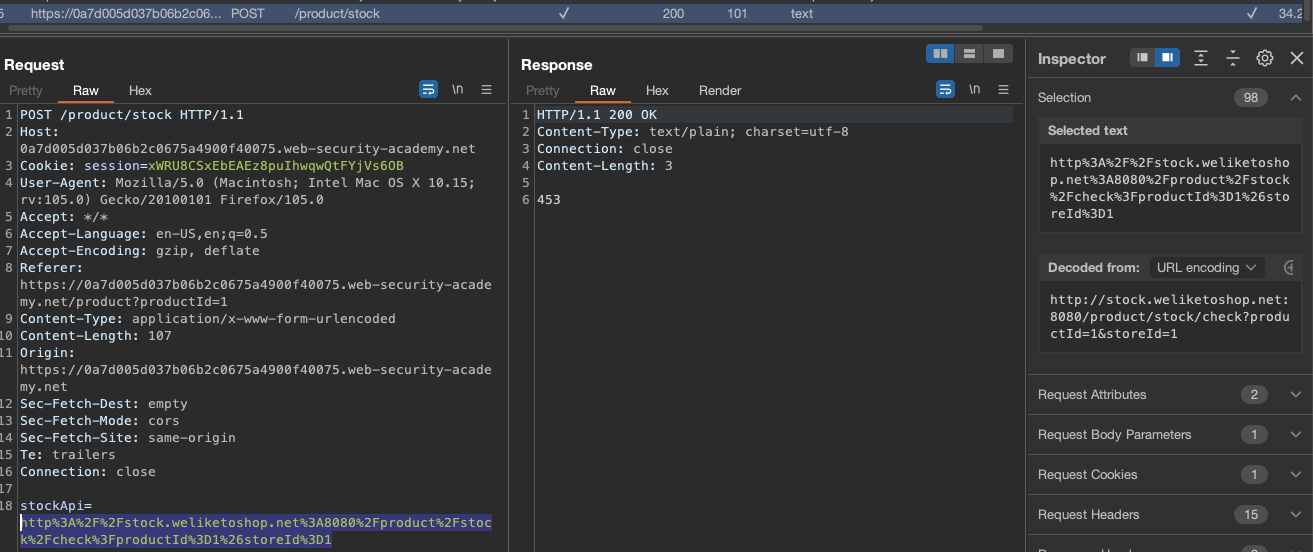 5 https://0a7d005d037b06b2c06... POST /product/stock ✓ 200 101 text ✓ 34.2
Request
Pretty Raw Hex \n
1 POST /product/stock HTTP/1.1
2 Host:
0a7d005d037b06b2c0675a4900f40075.web-security-academy.net
3 Cookie: session=xWRU8CSxEbEAEz8puIhwqwQtFYjVs6OB
4 User-Agent: Mozilla/5.0 (Macintosh; Intel Mac OS X 10.15;
rv:105.0) Gecko/20100101 Firefox/105.0
5 Accept: */*
6 Accept-Language: en-US,en;q=0.5
7 Accept-Encoding: gzip, deflate
8 Referer:
https://0a7d005d037b06b2c0675a4900f40075.web-security-acade
my.net/product?productId=1
9 Content-Type: application/x-www-form-urlencoded
10 Content-Length: 107
11 Origin:
https://0a7d005d037b06b2c0675a4900f40075.web-security-acade
my.net
12 Sec-Fetch-Dest: empty
13 Sec-Fetch-Mode: cors
14 Sec-Fetch-Site: same-origin
15 Te: trailers
16 Connection: close
17
18 stockApi=
http%3A%2F%2Fstock.weliketoshop.net%3A8080%2Fproduct%2Fstoc
k%2Fcheck%3FproductId%3D1%26storeId%3D1
Response
Pretty Raw Hex Render \n
1 HTTP/1.1 200 OK
2 Content-Type: text/plain; charset=utf-8
3 Connection: close
4 Content-Length: 3
5
6 453
Inspector
Selection 98
Selected text
http%3A%2F%2Fstock.weliketosho
p.net%3A8080%2Fproduct%2Fstock
%2Fcheck%3FproductId%3D1%26sto
reId%3D1
Decoded from: URL encoding
http://stock.weliketoshop.net:
8080/product/stock/check?produ
ctId=1&storeId=1
Request Attributes 2
Request Body Parameters 1
Request Cookies 1
Request Headers 15